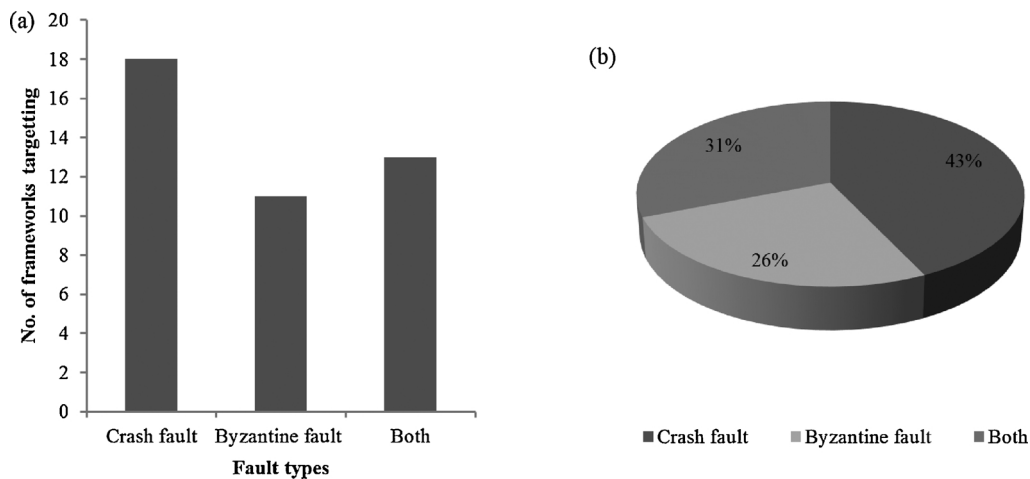 (a)
No. of frameworks targetting
20
18
16
14
12
10
8
6
4
2
0
Crash fault Byzantine fault Both
Fault types
(b)
31%
43%
26%
Crash fault Byzantine fault Both